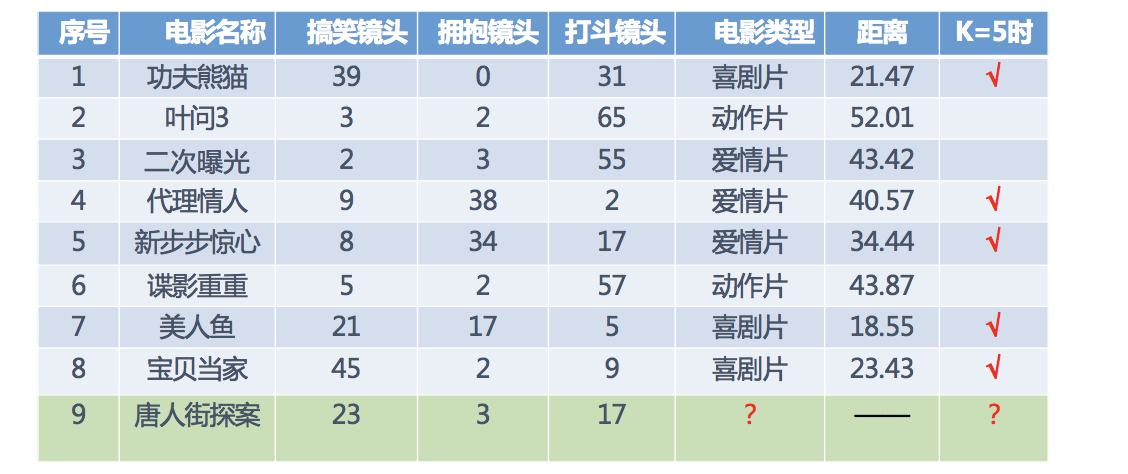 序号 电影名称 搞笑镜头 拥抱镜头 打斗镜头 电影类型 距离 K=5时
1 功夫熊猫 39 0 31 喜剧片 21.47 √
2 叶问3 3 2 65 动作片 52.01
3 二次曝光 2 3 55 爱情片 43.42
4 代理情人 9 38 2 爱情片 40.57 √
5 新步步惊心 8 34 17 爱情片 34.44 √
6 谍影重重 5 2 57 动作片 43.87
7 美人鱼 21 17 5 喜剧片 18.55 √
8 宝贝当家 45 2 9 喜剧片 23.43 √
9 唐人街探案 23 3 17 ? —— ?